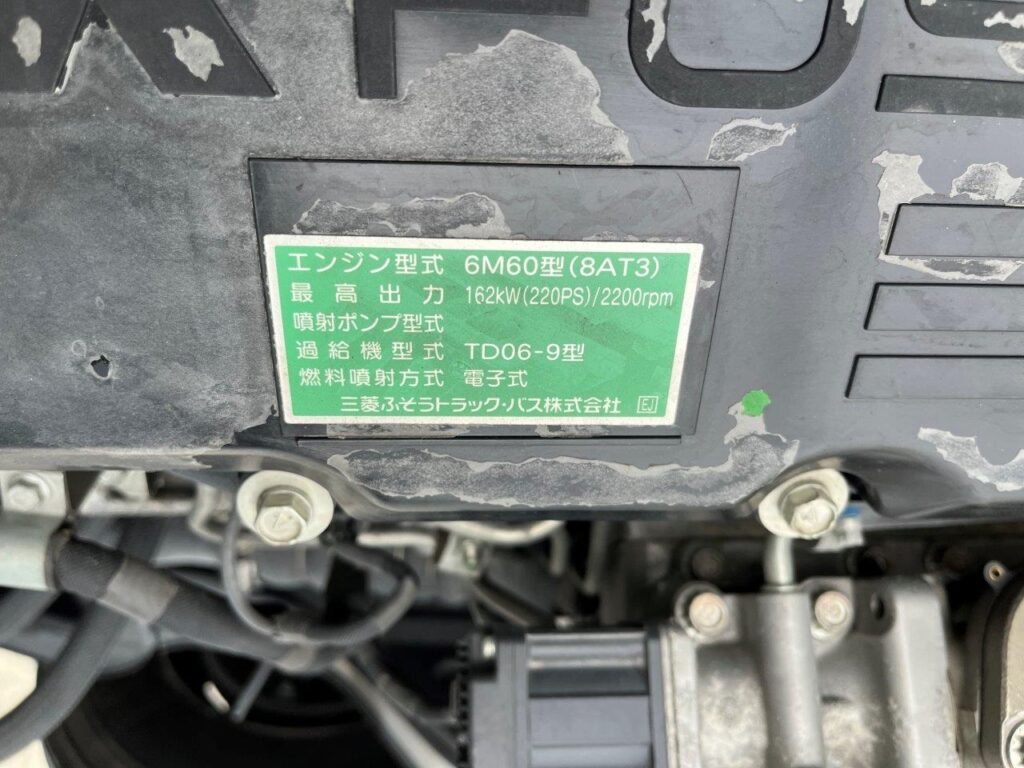 エンジン型式 6M60型(8AT3)
最高出力 162kW(220PS)/2200rpm
噴射ポンプ型式
過給機型式 TD06-9型
燃料噴射方式 電子式
三菱ふそうトラック・バス株式会社 EJ